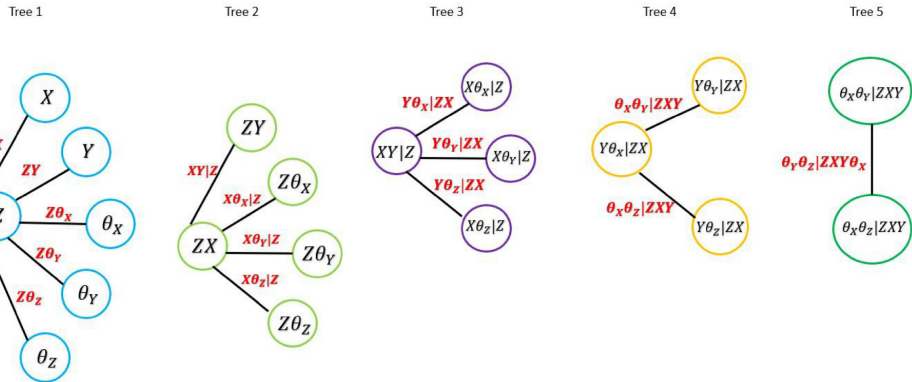 Tree 1
Tree 2
Tree 3
Tree 4
Tree 5
X
Y
ZY
Zθ_X
θ_X
Zθ_Y
θ_Y
Zθ_Z
θ_Z
ZY
XY|Z
Zθ_X
Xθ_X|Z
ZX
Xθ_Y|Z
Zθ_Y
Xθ_Z|Z
Zθ_Z
Xθ_X|Z
Yθ_X|ZX
XY|Z
Yθ_Y|ZX
Xθ_Y|Z
Yθ_Z|ZX
Xθ_Z|Z
Yθ_Y|ZX
θ_Xθ_Y|ZXY
Yθ_X|ZX
θ_Xθ_Z|ZXY
Yθ_Z|ZX
θ_Xθ_Y|ZXY
θ_Yθ_Z|ZXYθ_X
θ_Xθ_Z|ZXY